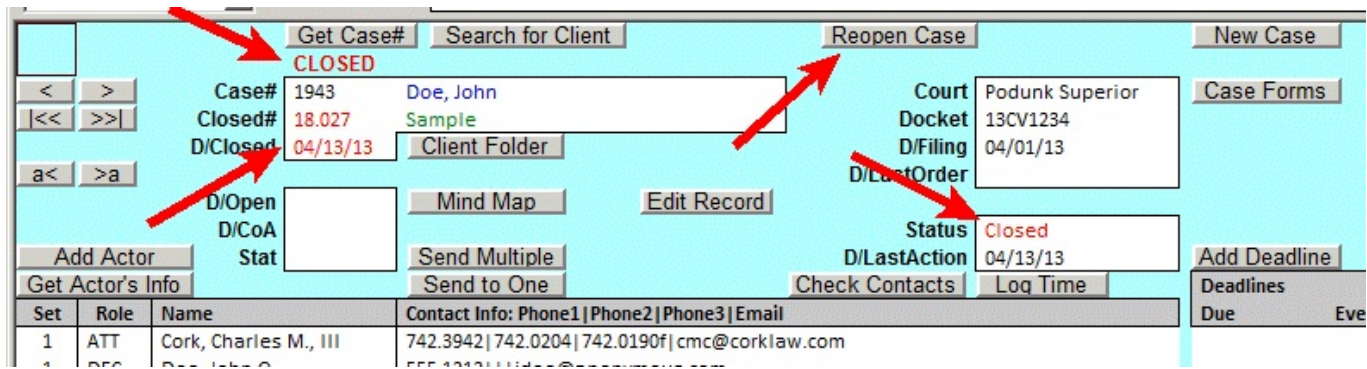 Get Case# Search for Client Reopen Case New Case
CLOSED
< > Case# 1943 Doe, John Court Podunk Superior Case Forms
|<< >>| Closed# 18.027 Sample Docket 13CV1234
D/Closed 04/13/13 Client Folder D/Filing 04/01/13
a< >a D/LastOrder
D/Open Mind Map Edit Record
D/CoA Status Closed
Add Actor Stat Send Multiple D/LastAction 04/13/13 Add Deadline
Get Actor's Info Send to One Check Contacts Log Time Deadlines
Set Role Name Contact Info: Phone1|Phone2|Phone3|Email Due Eve
1 ATT Cork, Charles M., III 742.3942|742.0204|742.0190f|cmc@corklaw.com